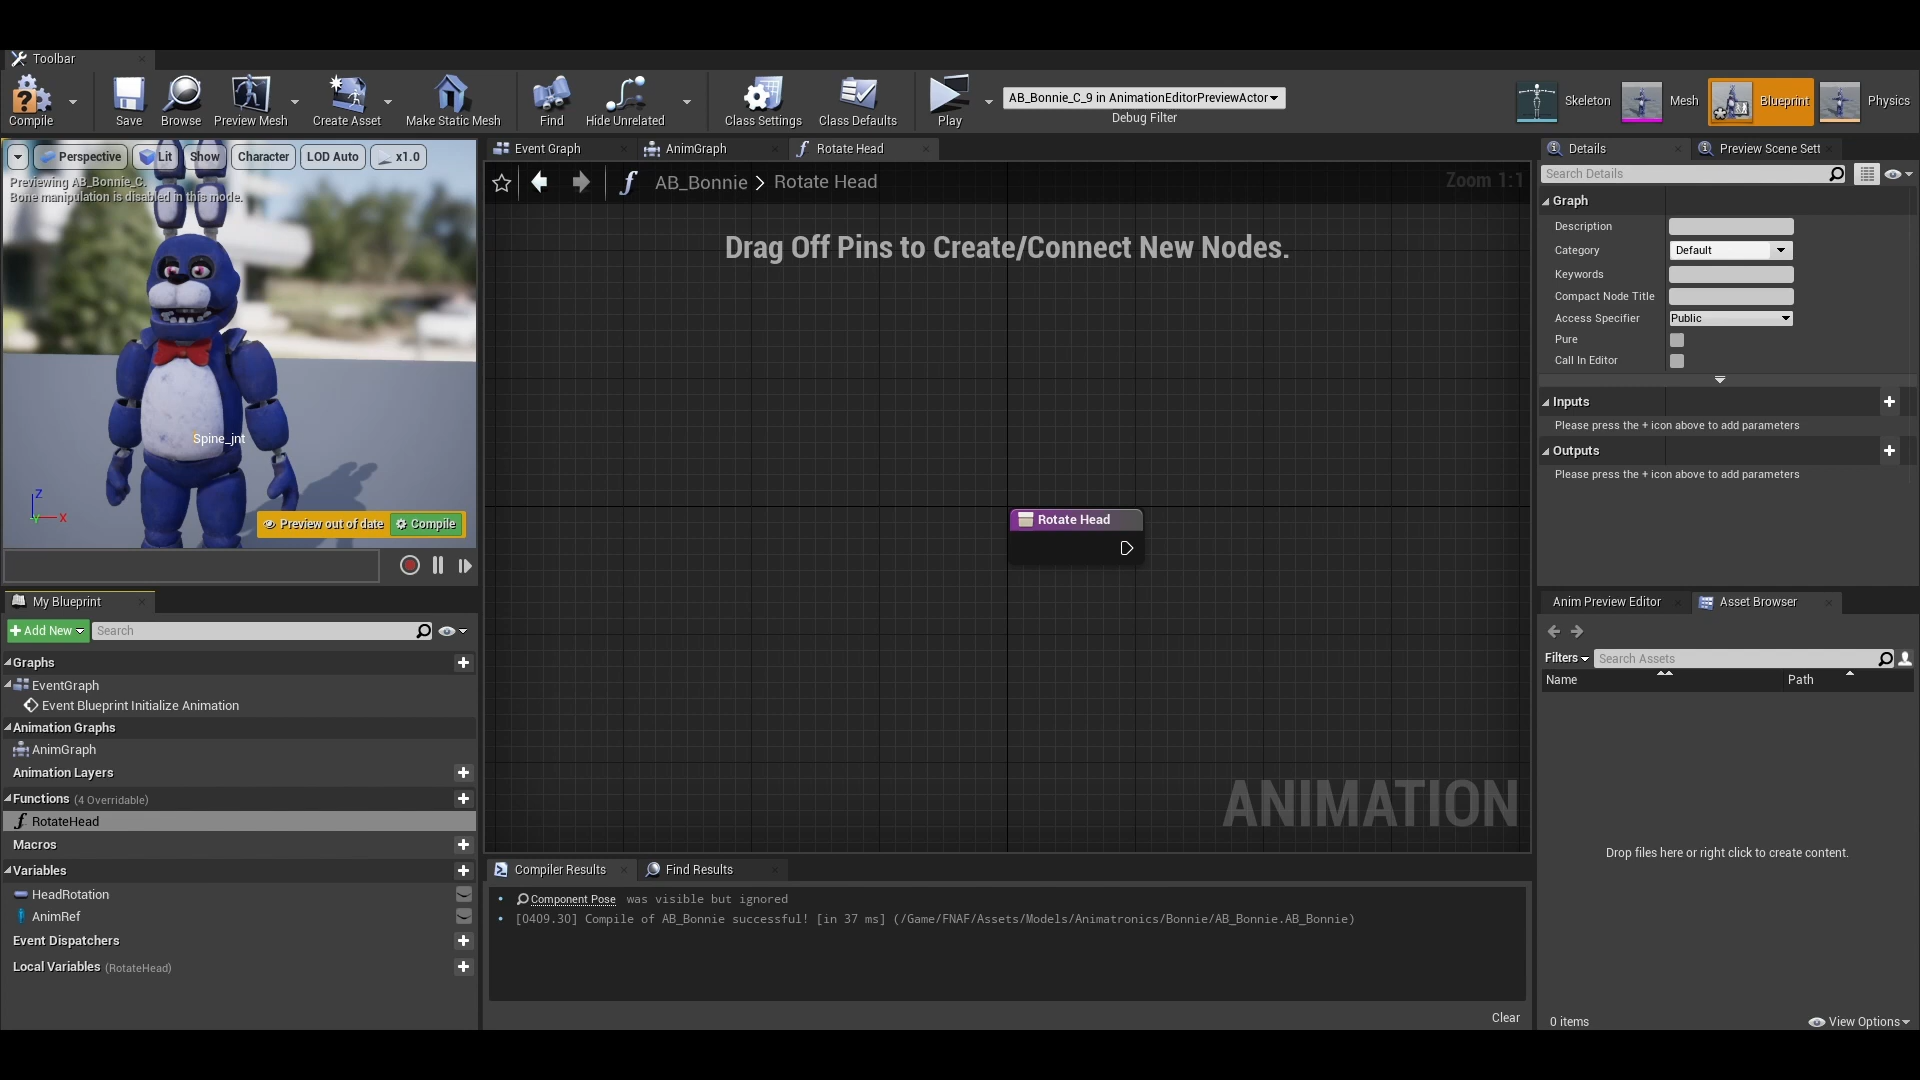 Toolbar
Compile
Save
Browse
Preview Mesh
Create Asset
Make Static Mesh
Find
Hide Unrelated
Class Settings
Class Defaults
Play
AB_Bonnie_C_9 in AnimationEditorPreviewActor
Debug Filter
Skeleton
Mesh
Blueprint
Physics
Perspective
Lit
Show
Character
LOD Auto
x1.0
Previewing AB_Bonnie_C.
Bone manipulation is disabled in this mode.
Spine_jnt
Z
Y
X
Preview out of date
Compile
Event Graph
AnimGraph
Rotate Head
AB_Bonnie > Rotate Head
Zoom 1:1
Drag Off Pins to Create/Connect New Nodes.
Rotate Head
ANIMATION
Details
Preview Scene Sett
Search Details
Graph
Description
Category
Default
Keywords
Compact Node Title
Access Specifier
Public
Pure
Call In Editor
Inputs
Please press the + icon above to add parameters
Outputs
Please press the + icon above to add parameters
My Blueprint
Add New
Search
Graphs
EventGraph
Event Blueprint Initialize Animation
Animation Graphs
AnimGraph
Animation Layers
Functions (4 Overridable)
RotateHead
Macros
Variables
HeadRotation
AnimRef
Event Dispatchers
Local Variables (RotateHead)
Compiler Results
Find Results
Component Pose was visible but ignored
[0409.30] Compile of AB_Bonnie successful! [in 37 ms] (/Game/FNAF/Assets/Models/Animatronics/Bonnie/AB_Bonnie.AB_Bonnie)
Clear
Anim Preview Editor
Asset Browser
Filters
Search Assets
Name
Path
Drop files here or right click to create content.
0 items
View Options